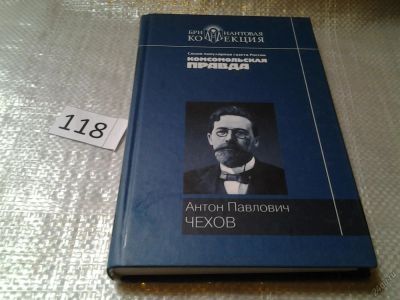 БРИЛЛИАНТОВАЯ
КОЛЛЕКЦИЯ
Самая популярная газета России
КОМСОМОЛЬСКАЯ
ПРАВДА
118
Антон Павлович
ЧЕХОВ